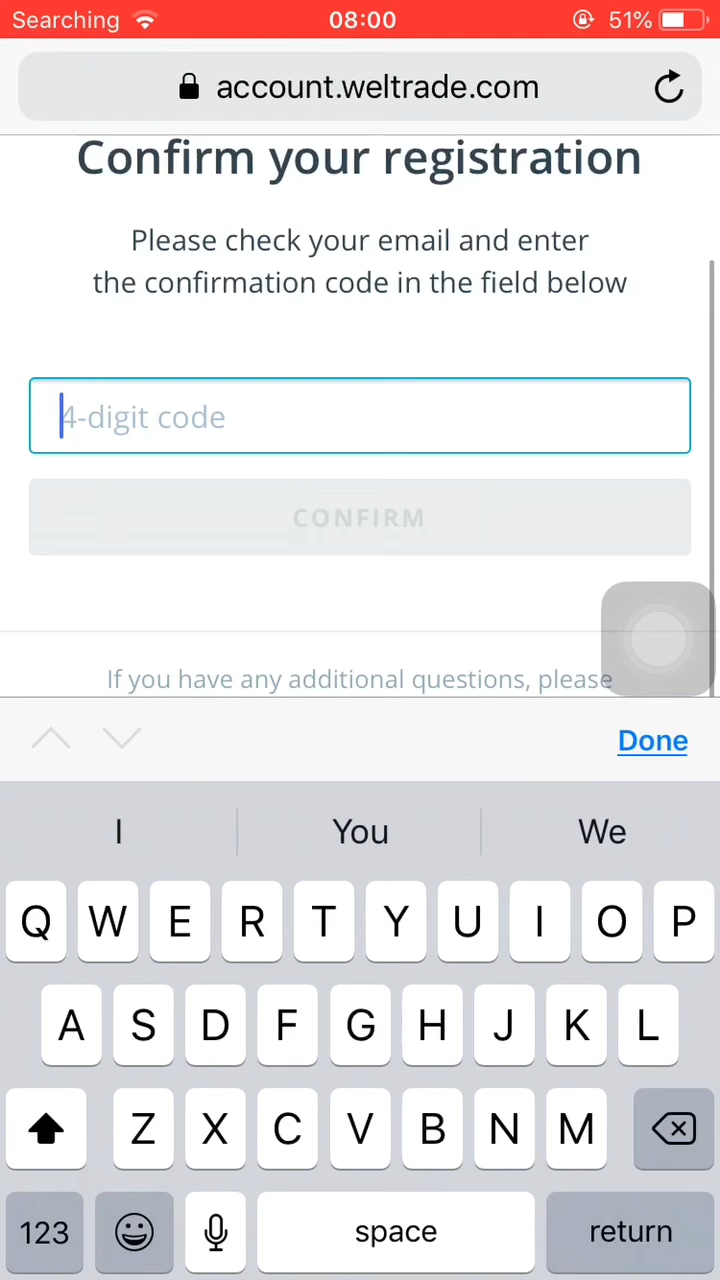 Searching 08:00 51%
account.weltrade.com
Confirm your registration
Please check your email and enter
the confirmation code in the field below
4-digit code
CONFIRM
If you have any additional questions, please
Done
I You We
Q W E R T Y U I O P
A S D F G H J K L
Z X C V B N M
123 space return